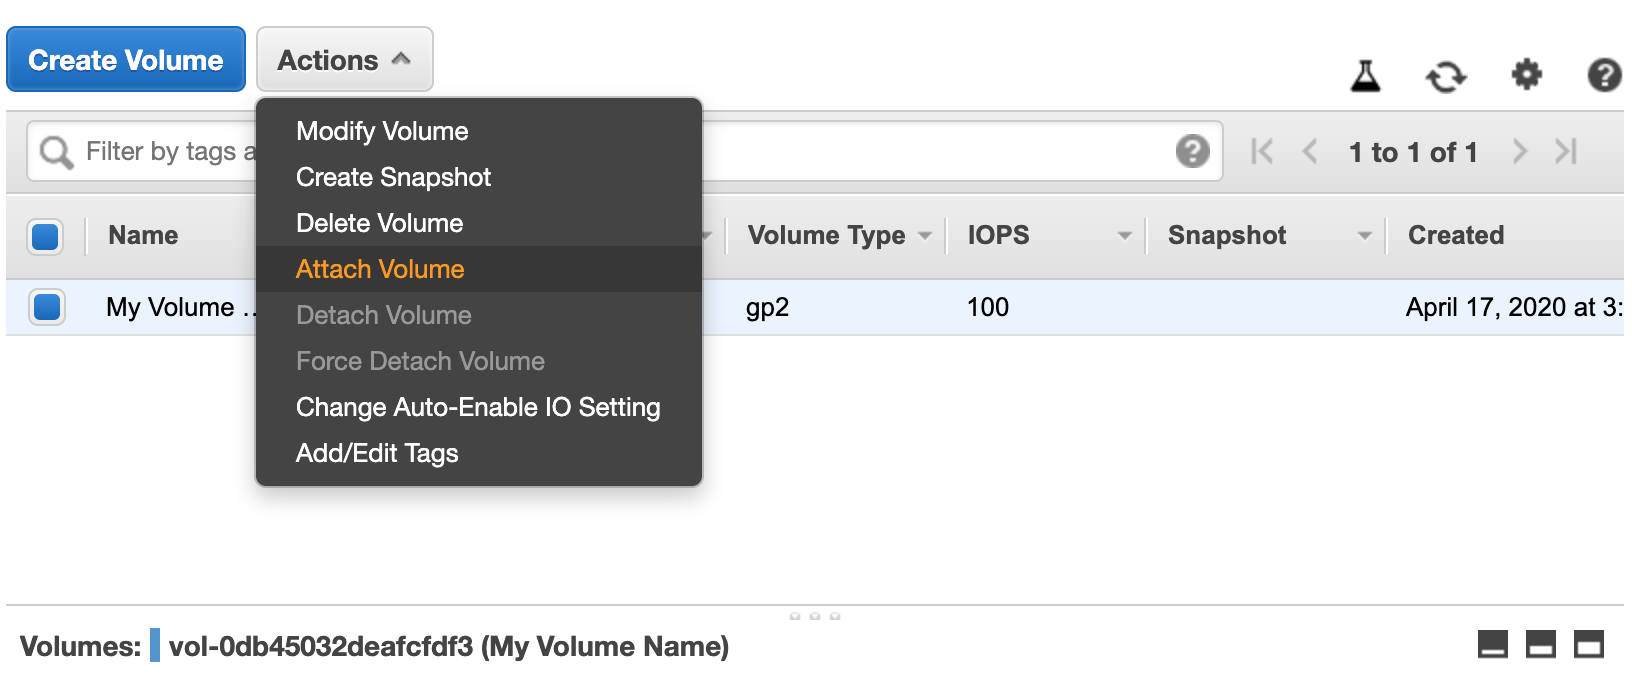 Create Volume Actions
Modify Volume
Filter by tags a
1 to 1 of 1
Create Snapshot
Delete Volume
Name Volume Type IOPS Snapshot Created
Attach Volume
My Volume ... gp2 100 April 17, 2020 at 3:
Detach Volume
Force Detach Volume
Change Auto-Enable IO Setting
Add/Edit Tags
Volumes: vol-0db45032deafcfdf3 (My Volume Name)